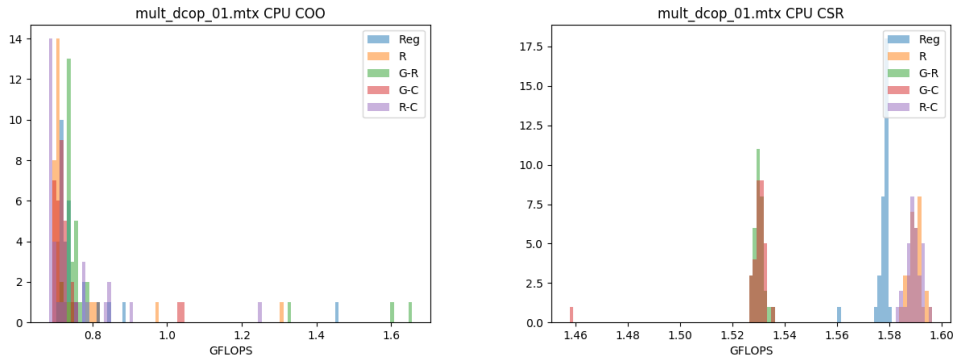 mult_dcop_01.mtx CPU COO
14
12
10
8
6
4
2
0
0.8
1.0
1.2
1.4
1.6
GFLOPS
Reg
R
G-R
G-C
R-C
mult_dcop_01.mtx CPU CSR
17.5
15.0
12.5
10.0
7.5
5.0
2.5
0.0
1.46
1.48
1.50
1.52
1.54
1.56
1.58
1.60
GFLOPS
Reg
R
G-R
G-C
R-C